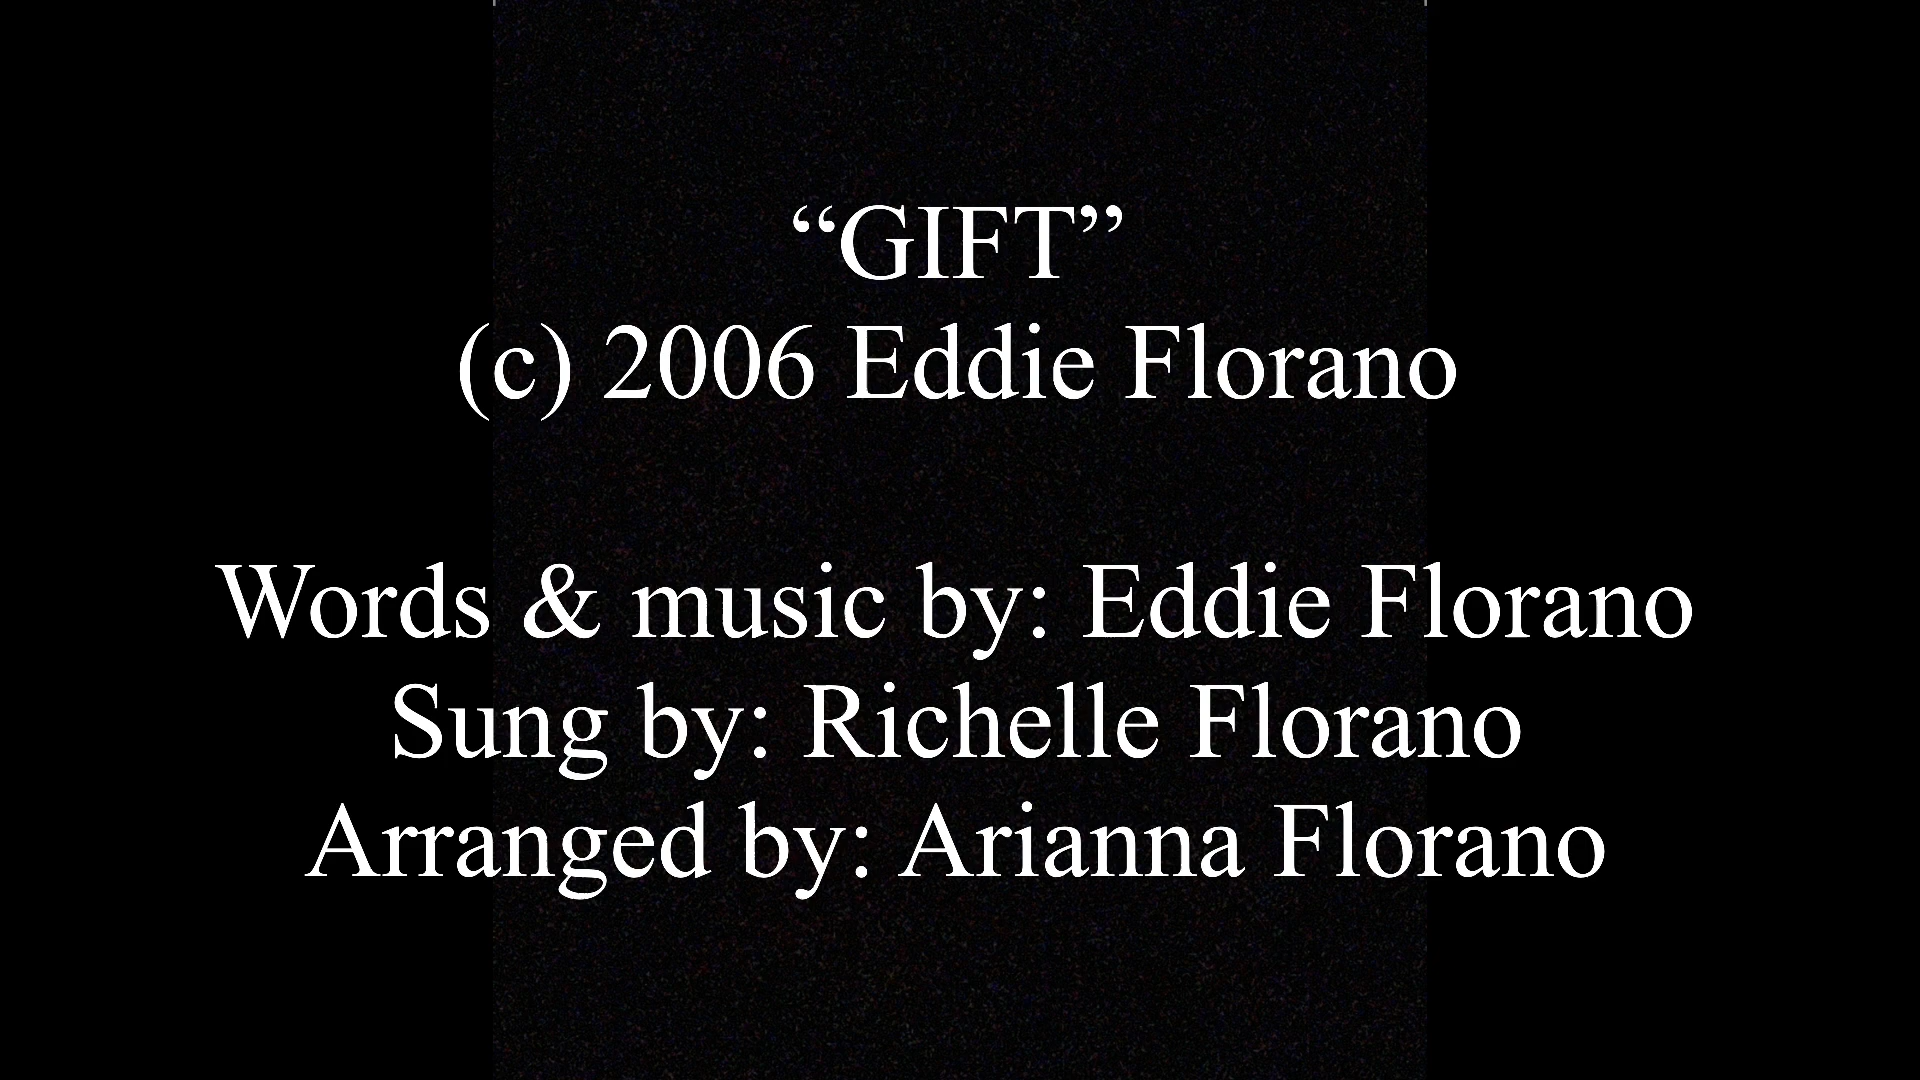 “GIFT”
(c) 2006 Eddie Florano
Words & music by: Eddie Florano
Sung by: Richelle Florano
Arranged by: Arianna Florano